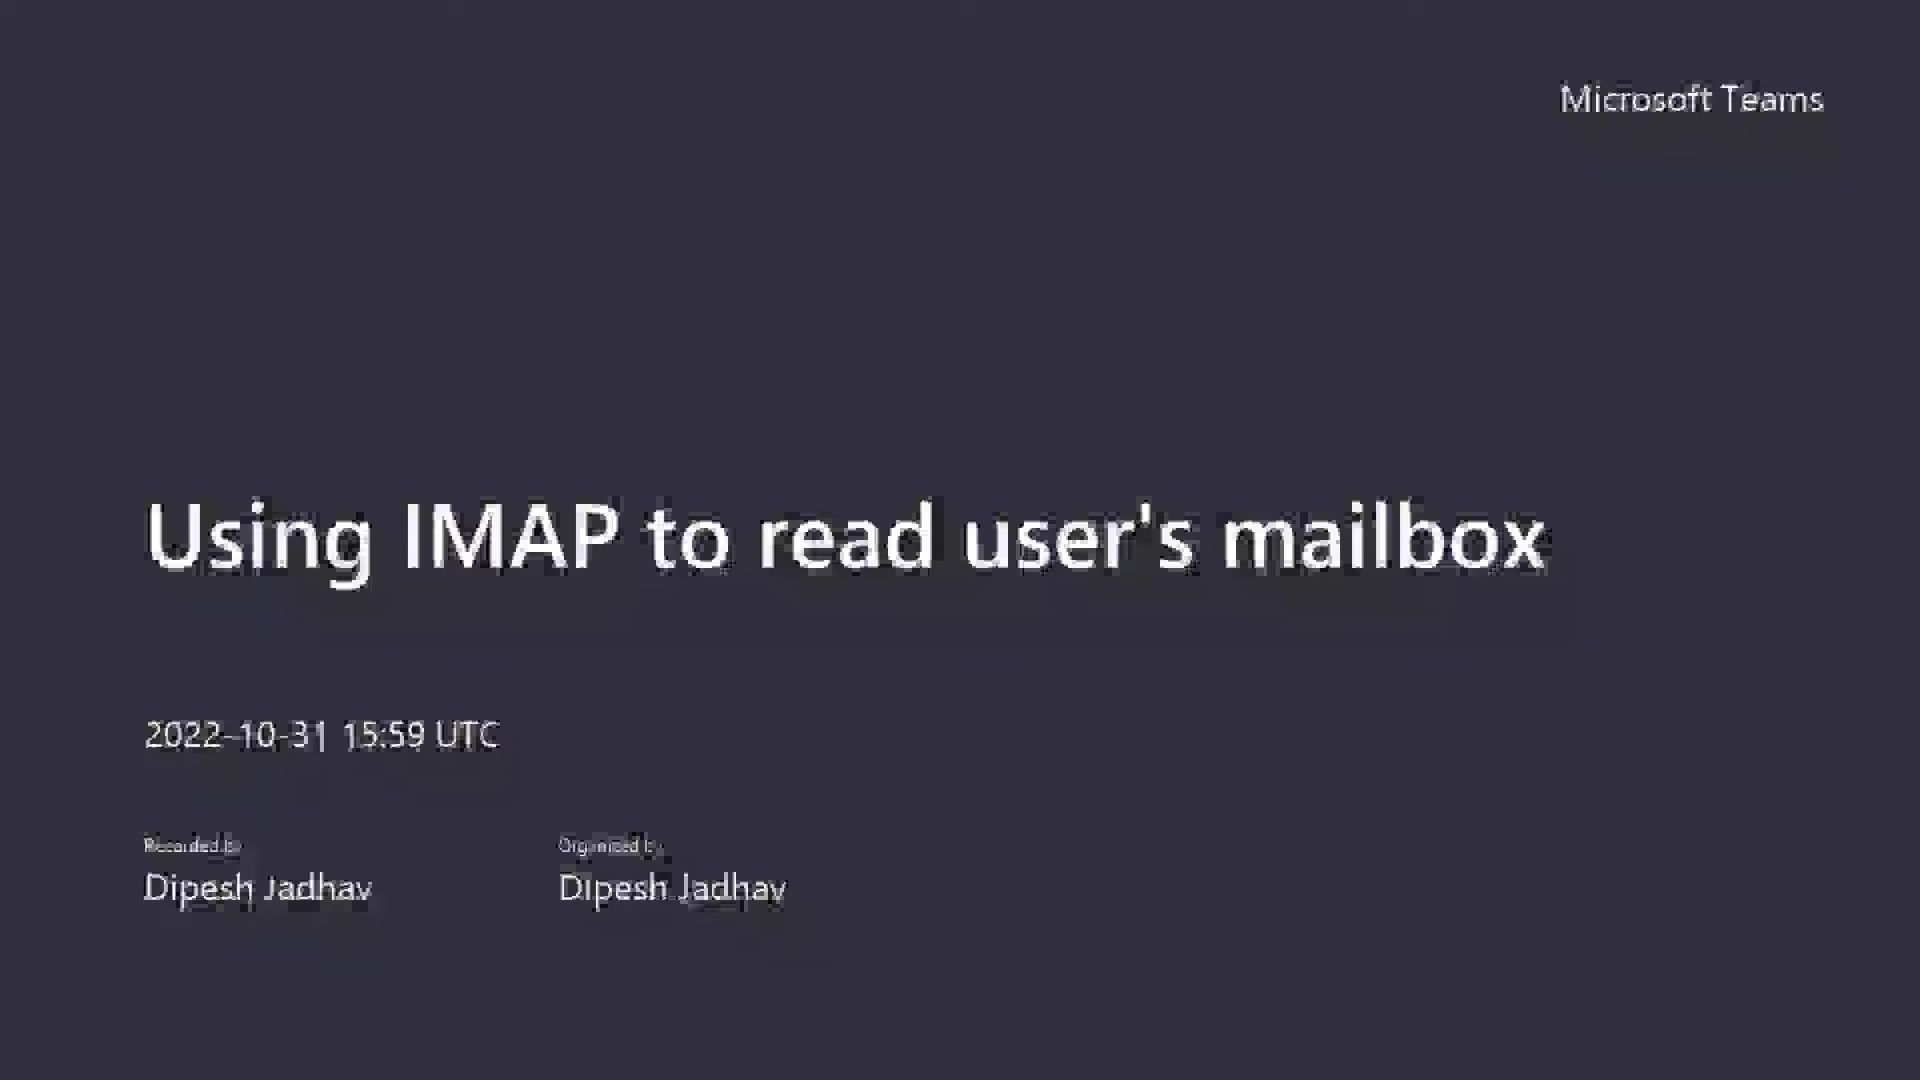 Microsoft Teams
Using IMAP to read user's mailbox
2022-10-31 15:59 UTC
Recorded by
Organized by
Dipesh Jadhav
Dipesh Jadhav